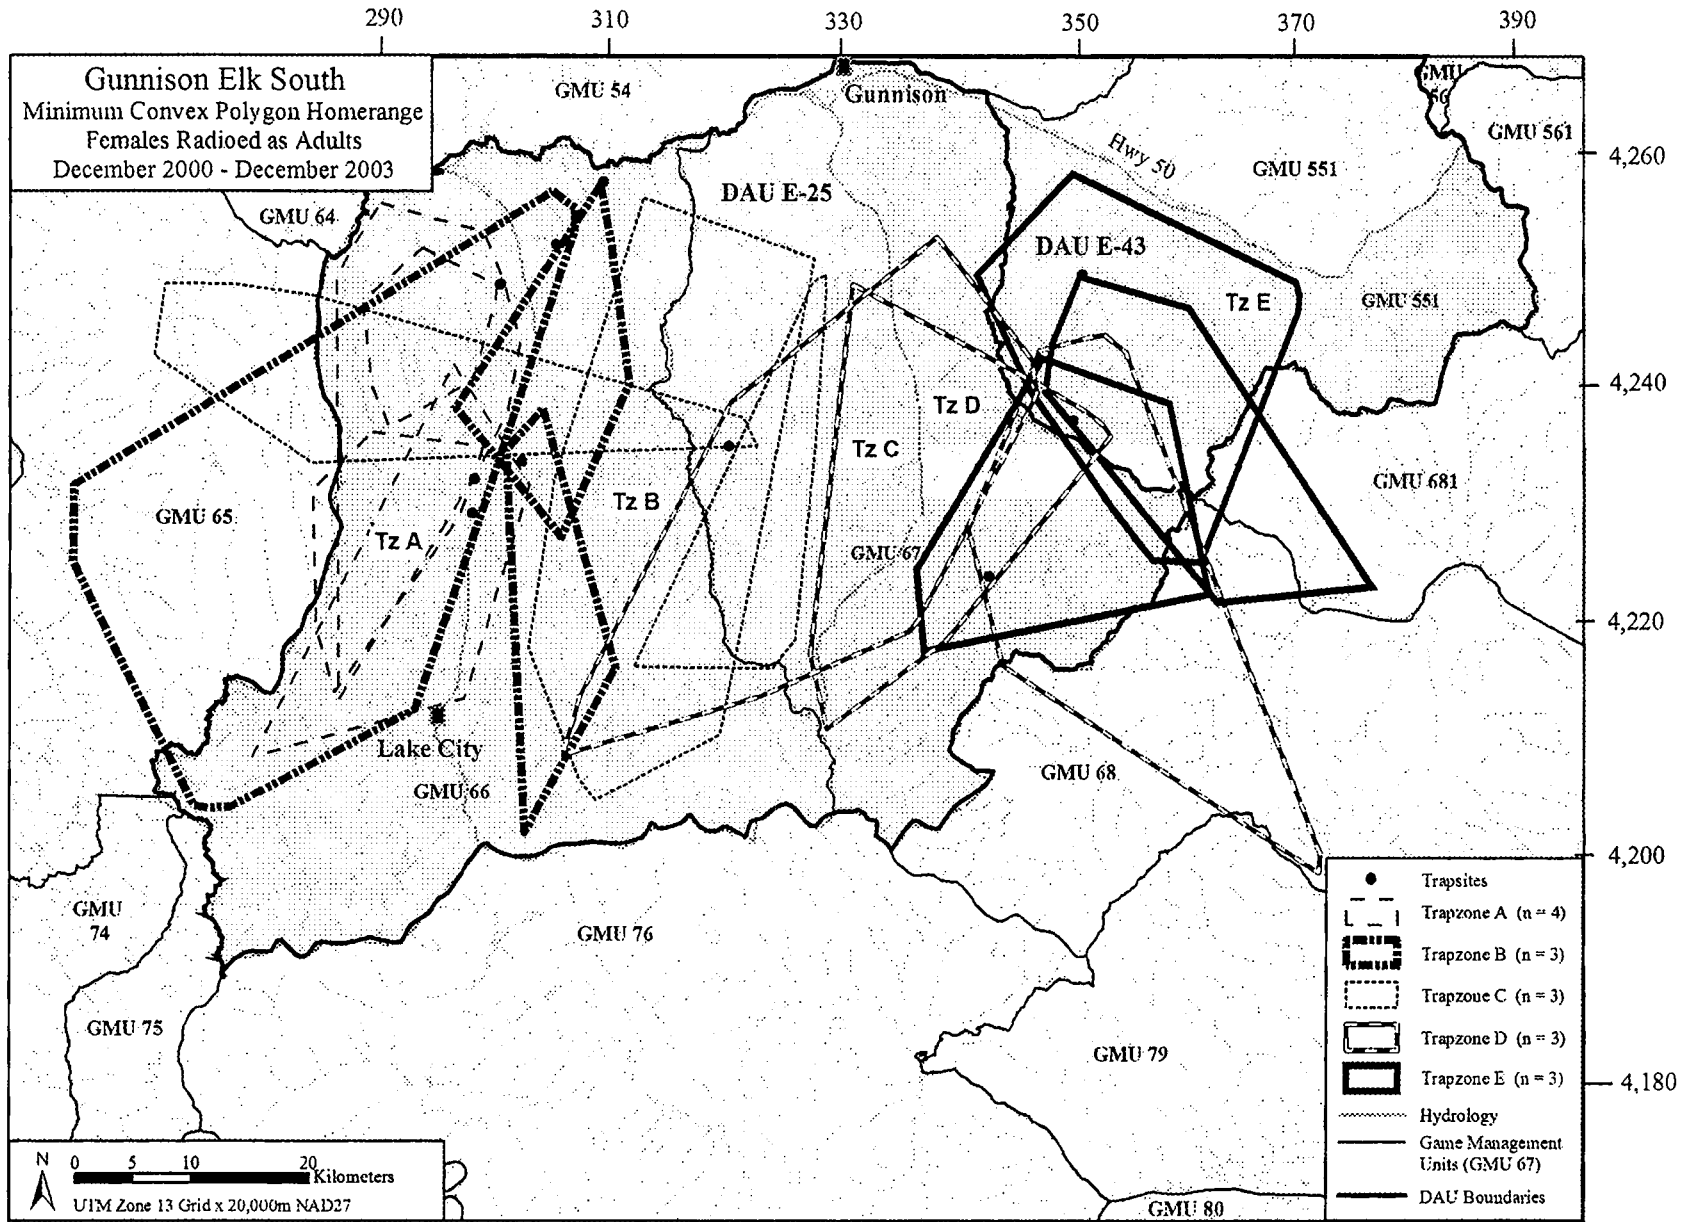 290
310
330
350
370
390
Gunnison Elk South
Minimum Convex Polygon Homerange
Females Radioed as Adults
December 2000 - December 2003
GMU 54
Gunnison
GMU
GMU 561
Hwy 50
GMU 551
4,260
DAU E-25
GMU 64
DAU E-43
Tz E
GMU 551
4,240
Tz D
Tz C
GMU 681
Tz B
GMU 65
Tz A
GMU 67
4,220
Lake City
GMU 66
GMU 68
4,200
GMU
74
GMU 76
GMU 75
GMU 79
4,180
GMU 80
Trapsites
Trapzone A (n = 4)
Trapzone B (n = 3)
Trapzone C (n = 3)
Trapzone D (n = 3)
Trapzone E (n = 3)
Hydrology
Game Management
Units (GMU 67)
DAU Boundaries
N
0 5 10 20
Kilometers
UTM Zone 13 Grid x 20,000m NAD27